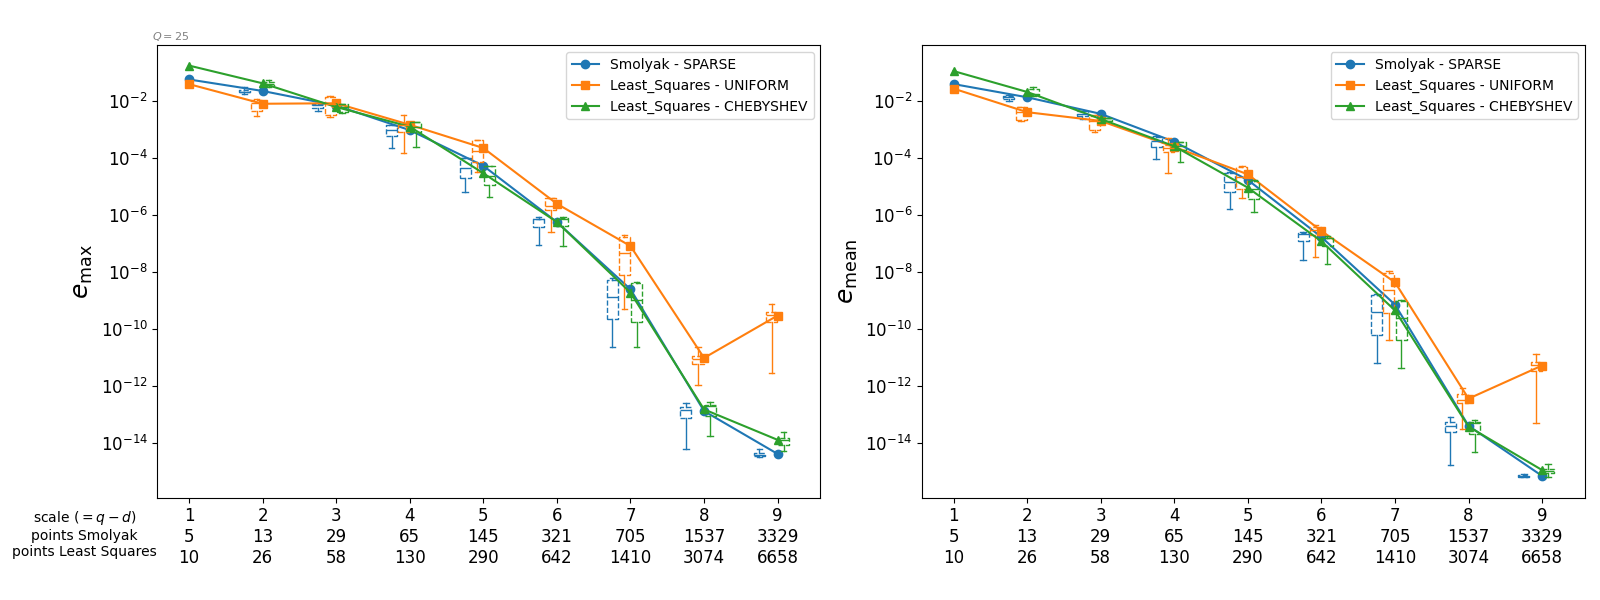 Q = 25
Smolyak - SPARSE
Least_Squares - UNIFORM
Least_Squares - CHEBYSHEV
10⁻²
10⁻⁴
10⁻⁶
10⁻⁸
10⁻¹⁰
10⁻¹²
10⁻¹⁴
e_max
scale (= q − d) 1 2 3 4 5 6 7 8 9
points Smolyak 5 13 29 65 145 321 705 1537 3329
points Least Squares 10 26 58 130 290 642 1410 3074 6658
Smolyak - SPARSE
Least_Squares - UNIFORM
Least_Squares - CHEBYSHEV
10⁻²
10⁻⁴
10⁻⁶
10⁻⁸
10⁻¹⁰
10⁻¹²
10⁻¹⁴
e_mean
1 2 3 4 5 6 7 8 9
5 13 29 65 145 321 705 1537 3329
10 26 58 130 290 642 1410 3074 6658